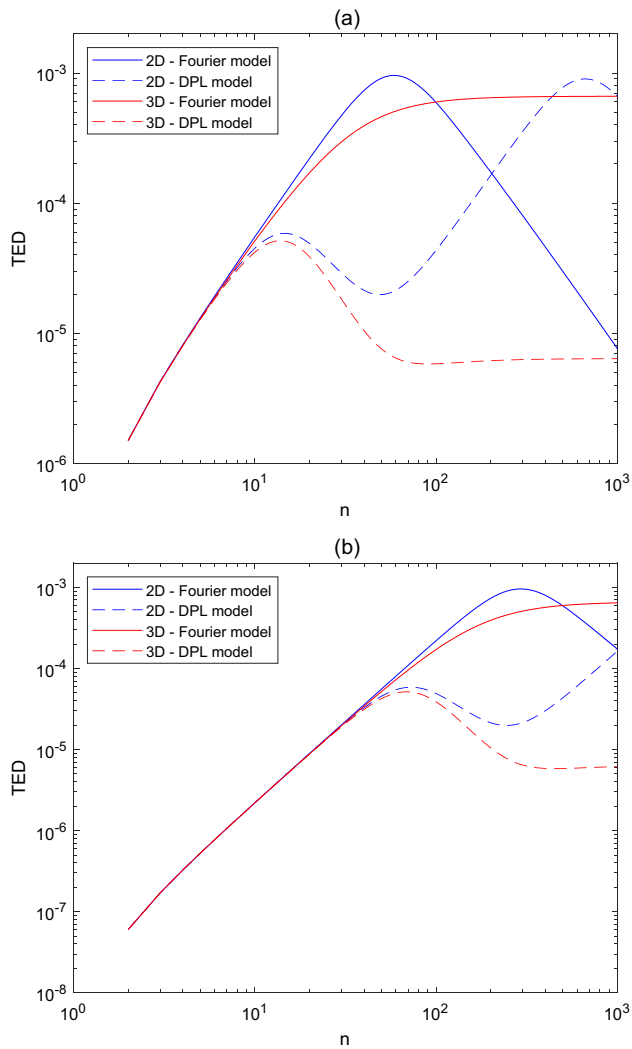 (a)
2D - Fourier model
2D - DPL model
3D - Fourier model
3D - DPL model
10^-3
10^-4
10^-5
10^-6
TED
10^0
10^1
10^2
10^3
n
(b)
2D - Fourier model
2D - DPL model
3D - Fourier model
3D - DPL model
10^-3
10^-4
10^-5
10^-6
10^-7
10^-8
TED
10^0
10^1
10^2
10^3
n